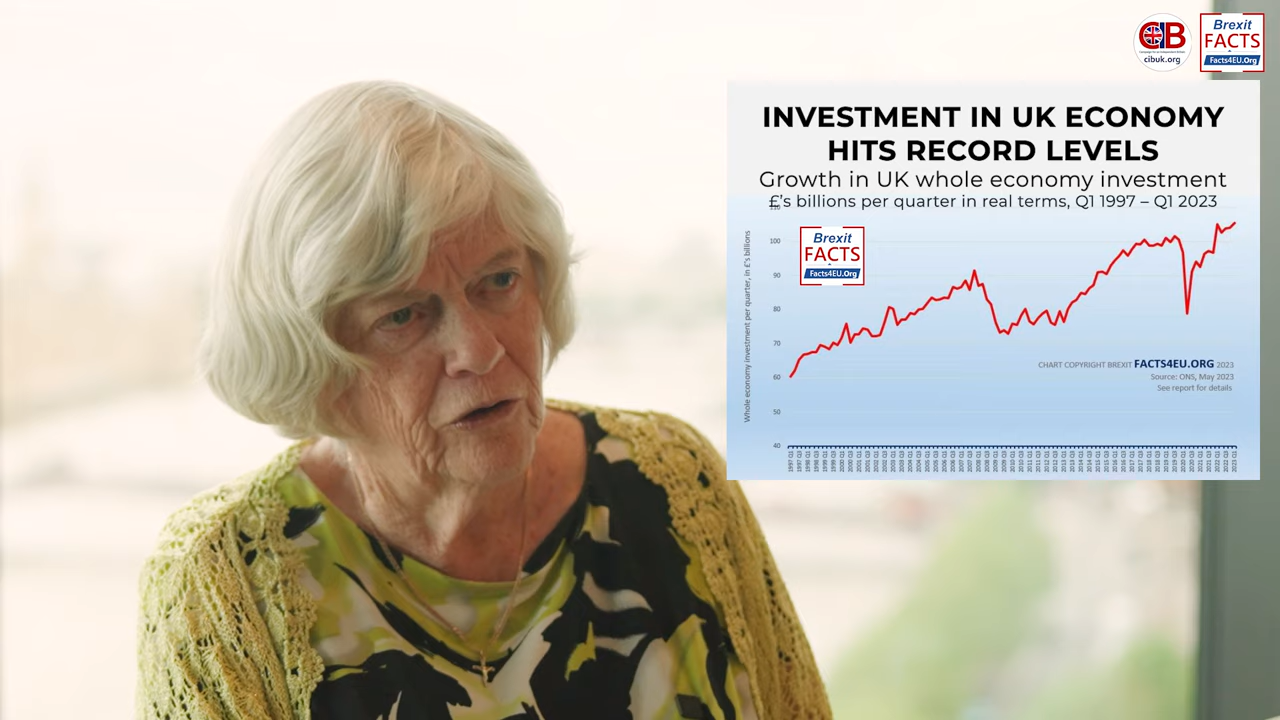 CIB
cibuk.org
Brexit
FACTS
Facts4EU.Org
INVESTMENT IN UK ECONOMY
HITS RECORD LEVELS
Growth in UK whole economy investment
£'s billions per quarter in real terms, Q1 1997 – Q1 2023
110
100
90
80
70
60
50
40
Whole economy investment per quarter, in £'s billions
Brexit
FACTS
Facts4EU.Org
CHART COPYRIGHT BREXIT FACTS4EU.ORG 2023
Source: ONS, May 2023
See report for details